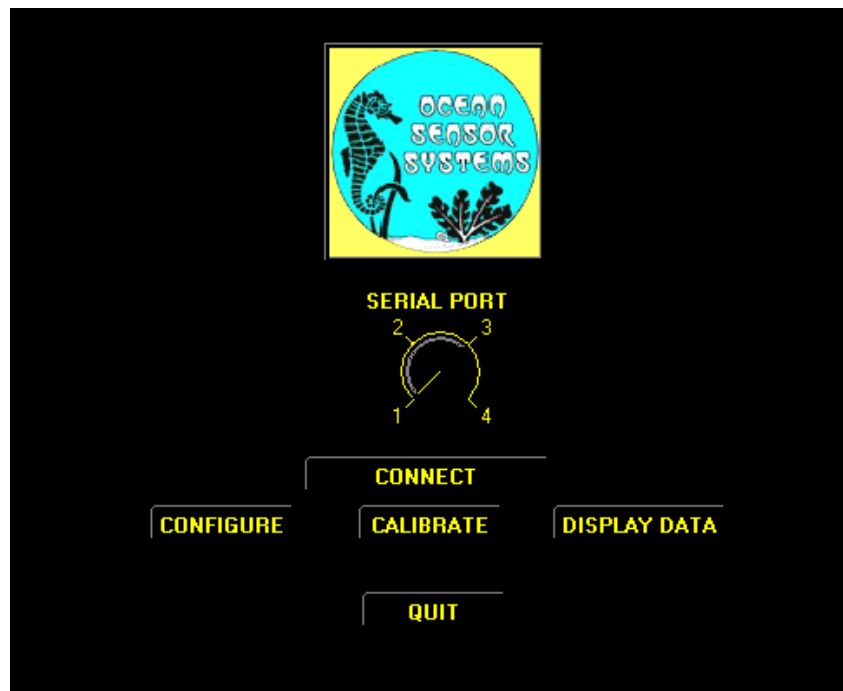 OCEAN
SENSOR
SYSTEMS
SERIAL PORT
2 3
1 4
CONNECT
CONFIGURE CALIBRATE DISPLAY DATA
QUIT